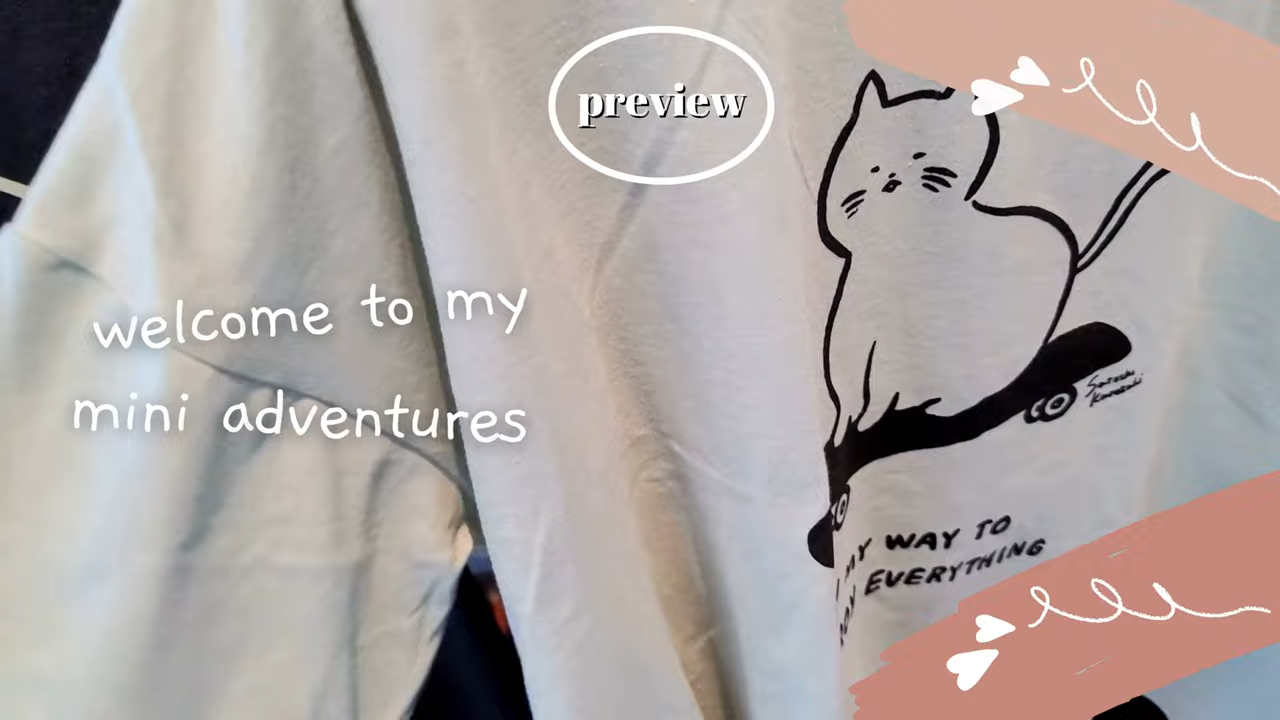 preview
welcome to my
mini adventures
MY WAY TO
EVERYTHING